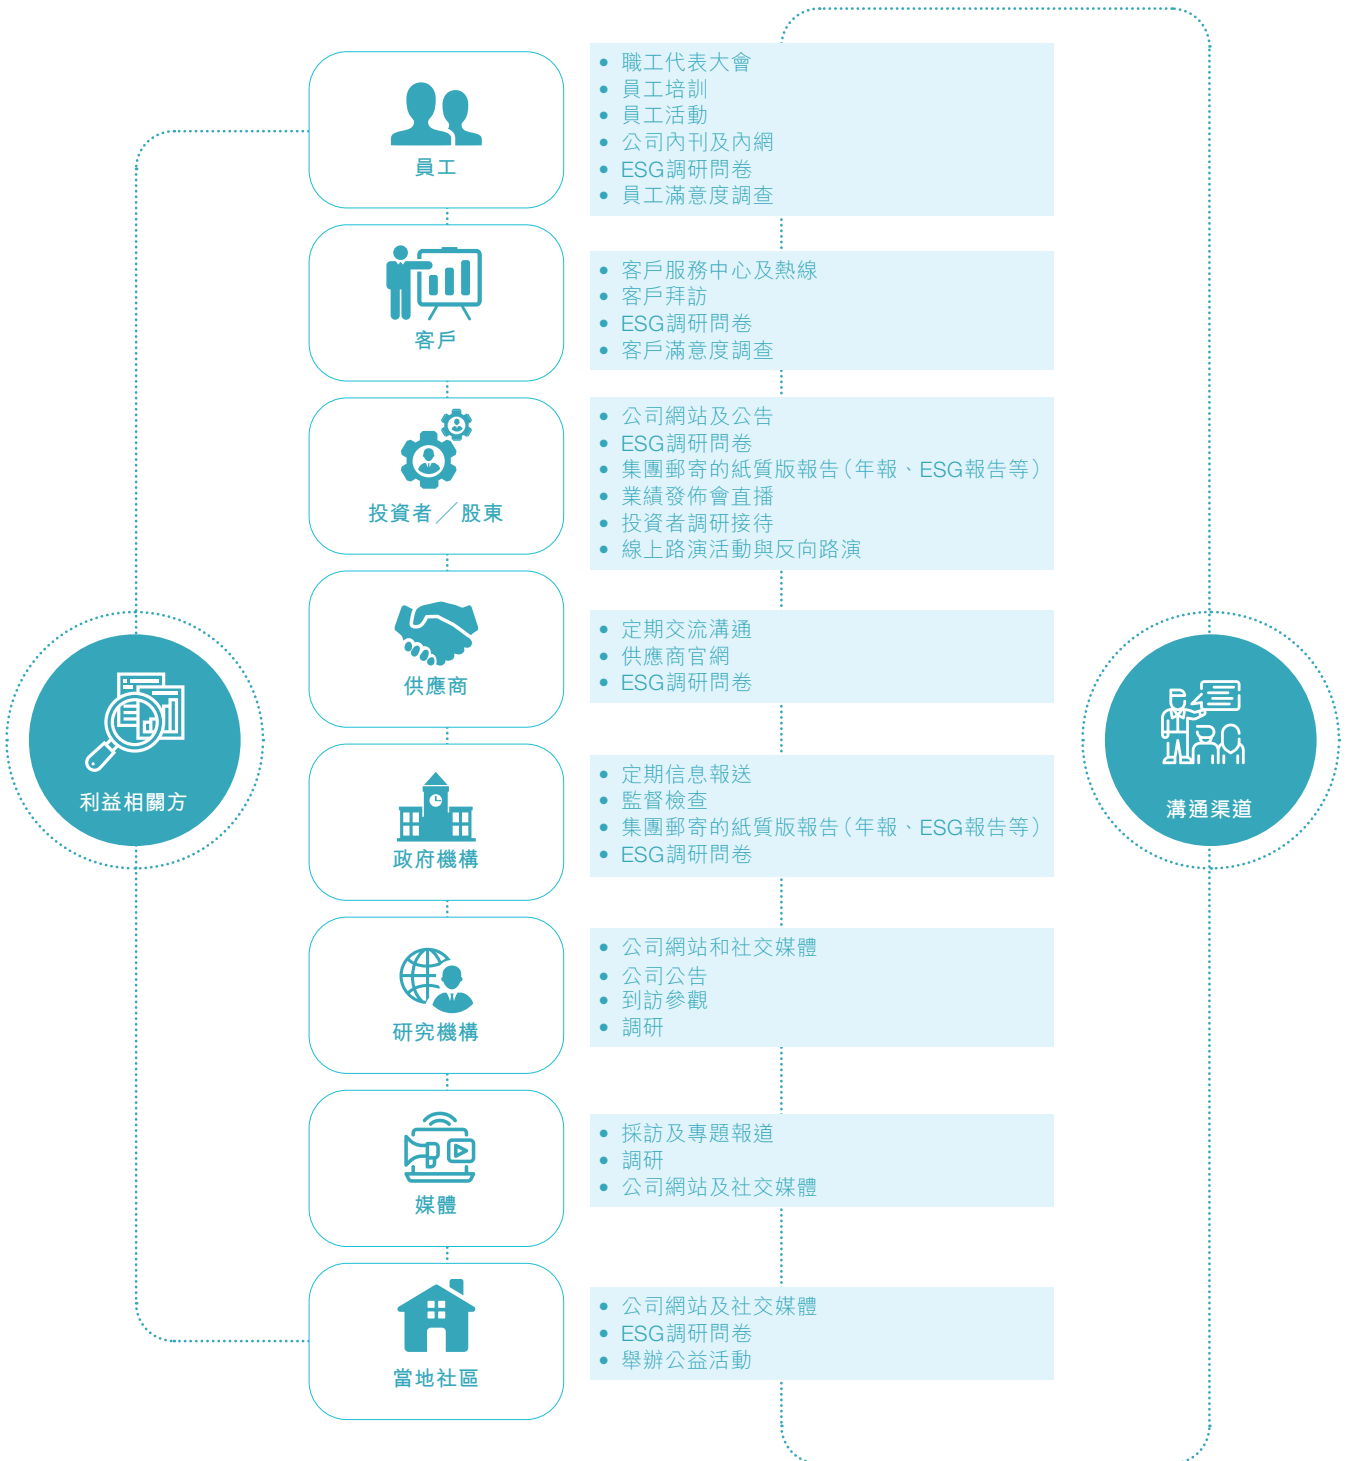 員工
職工代表大會
員工培訓
員工活動
公司內刊及內網
ESG調研問卷
員工滿意度調查
客戶
客戶服務中心及熱線
客戶拜訪
ESG調研問卷
客戶滿意度調查
投資者／股東
公司網站及公告
ESG調研問卷
集團郵寄的紙質版報告（年報、ESG報告等）
業績發佈會直播
投資者調研接待
線上路演活動與反向路演
供應商
定期交流溝通
供應商官網
ESG調研問卷
利益相關方
溝通渠道
政府機構
定期信息報送
監督檢查
集團郵寄的紙質版報告（年報、ESG報告等）
ESG調研問卷
研究機構
公司網站和社交媒體
公司公告
到訪參觀
調研
媒體
採訪及專題報道
調研
公司網站及社交媒體
當地社區
公司網站及社交媒體
ESG調研問卷
舉辦公益活動